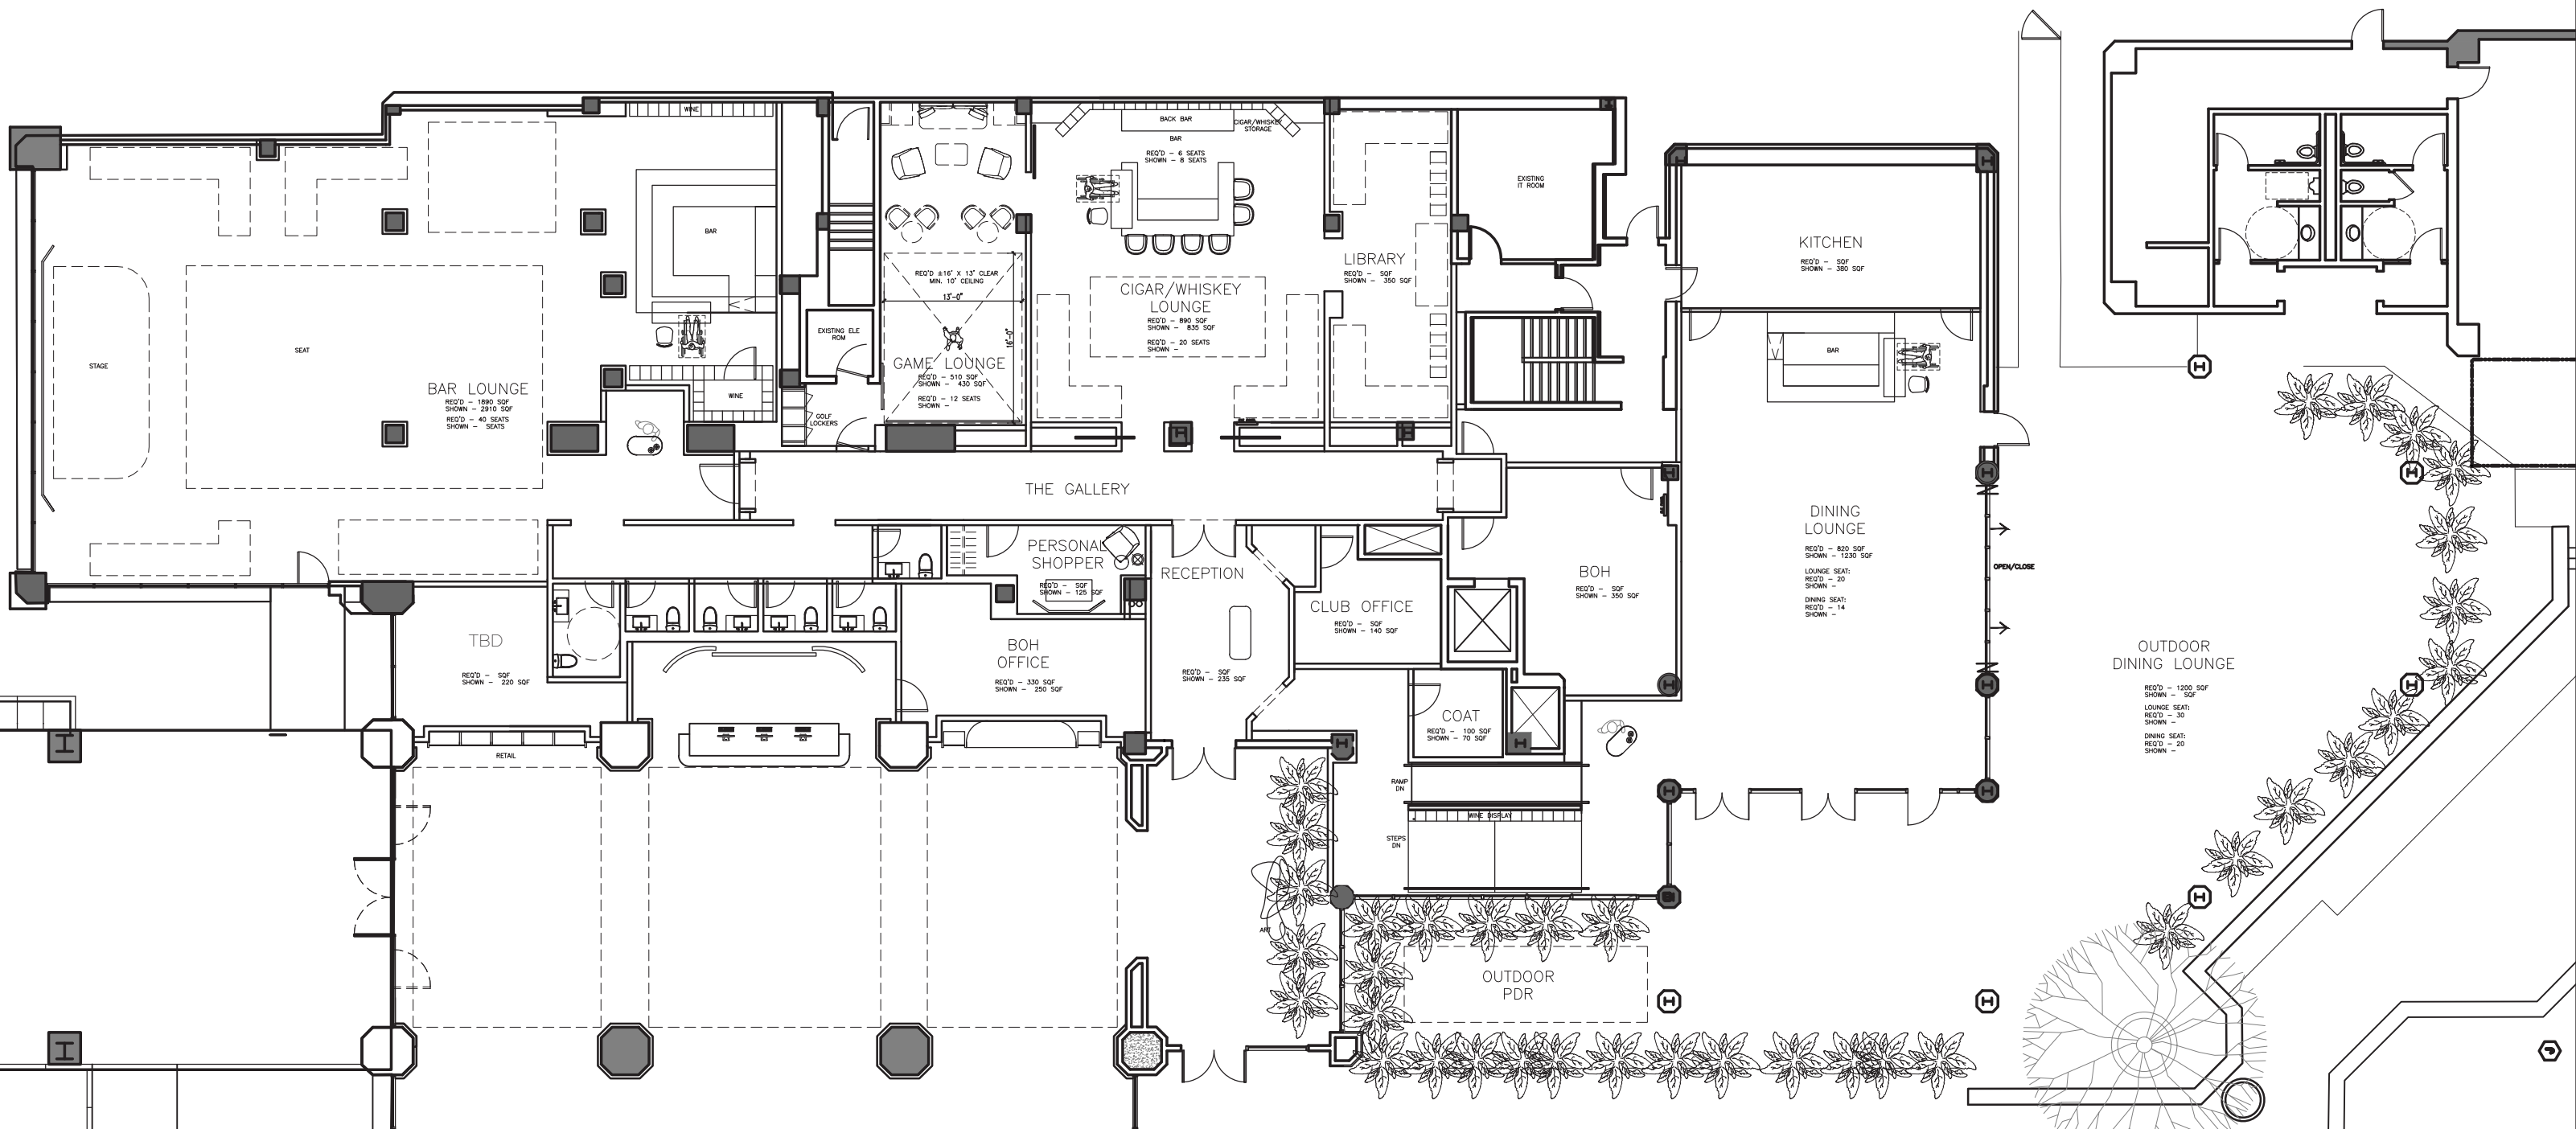 WINE
BACK BAR
BAR
CIGAR/WHISKEY
STORAGE
REQ'D - 6 SEATS
SHOWN - 8 SEATS
EXISTING
IT ROOM
BAR
KITCHEN
REQ'D - SQF
SHOWN - 380 SQF
LIBRARY
REQ'D - SQF
SHOWN - 350 SQF
REQ'D ±16' X 13' CLEAR
MIN. 10' CEILING
13'-0"
16'-0"
CIGAR/WHISKEY
LOUNGE
REQ'D - 890 SQF
SHOWN - 835 SQF
REQ'D - 20 SEATS
SHOWN -
EXISTING ELE
ROM
GAME LOUNGE
REQ'D - 510 SQF
SHOWN - 430 SQF
REQ'D - 12 SEATS
SHOWN -
SEAT
STAGE
BAR
BAR LOUNGE
REQ'D - 1890 SQF
SHOWN - 2910 SQF
REQ'D - 40 SEATS
SHOWN - SEATS
WINE
GOLF
LOCKERS
THE GALLERY
DINING
LOUNGE
REQ'D - 820 SQF
SHOWN - 1230 SQF
LOUNGE SEAT:
REQ'D - 20
SHOWN -
DINING SEAT:
REQ'D - 14
SHOWN -
OPEN/CLOSE
PERSONAL
SHOPPER
REQ'D - SQF
SHOWN - 125 SQF
RECEPTION
REQ'D - SQF
SHOWN - 235 SQF
BOH
REQ'D - SQF
SHOWN - 350 SQF
CLUB OFFICE
REQ'D - SQF
SHOWN - 140 SQF
TBD
REQ'D - SQF
SHOWN - 220 SQF
BOH
OFFICE
REQ'D - 330 SQF
SHOWN - 250 SQF
OUTDOOR
DINING LOUNGE
REQ'D - 1200 SQF
SHOWN - SQF
LOUNGE SEAT:
REQ'D - 30
SHOWN -
DINING SEAT:
REQ'D - 20
SHOWN -
COAT
REQ'D - 100 SQF
SHOWN - 70 SQF
RETAIL
RAMP
DN
WINE DISPLAY
STEPS
DN
ART
OUTDOOR
PDR